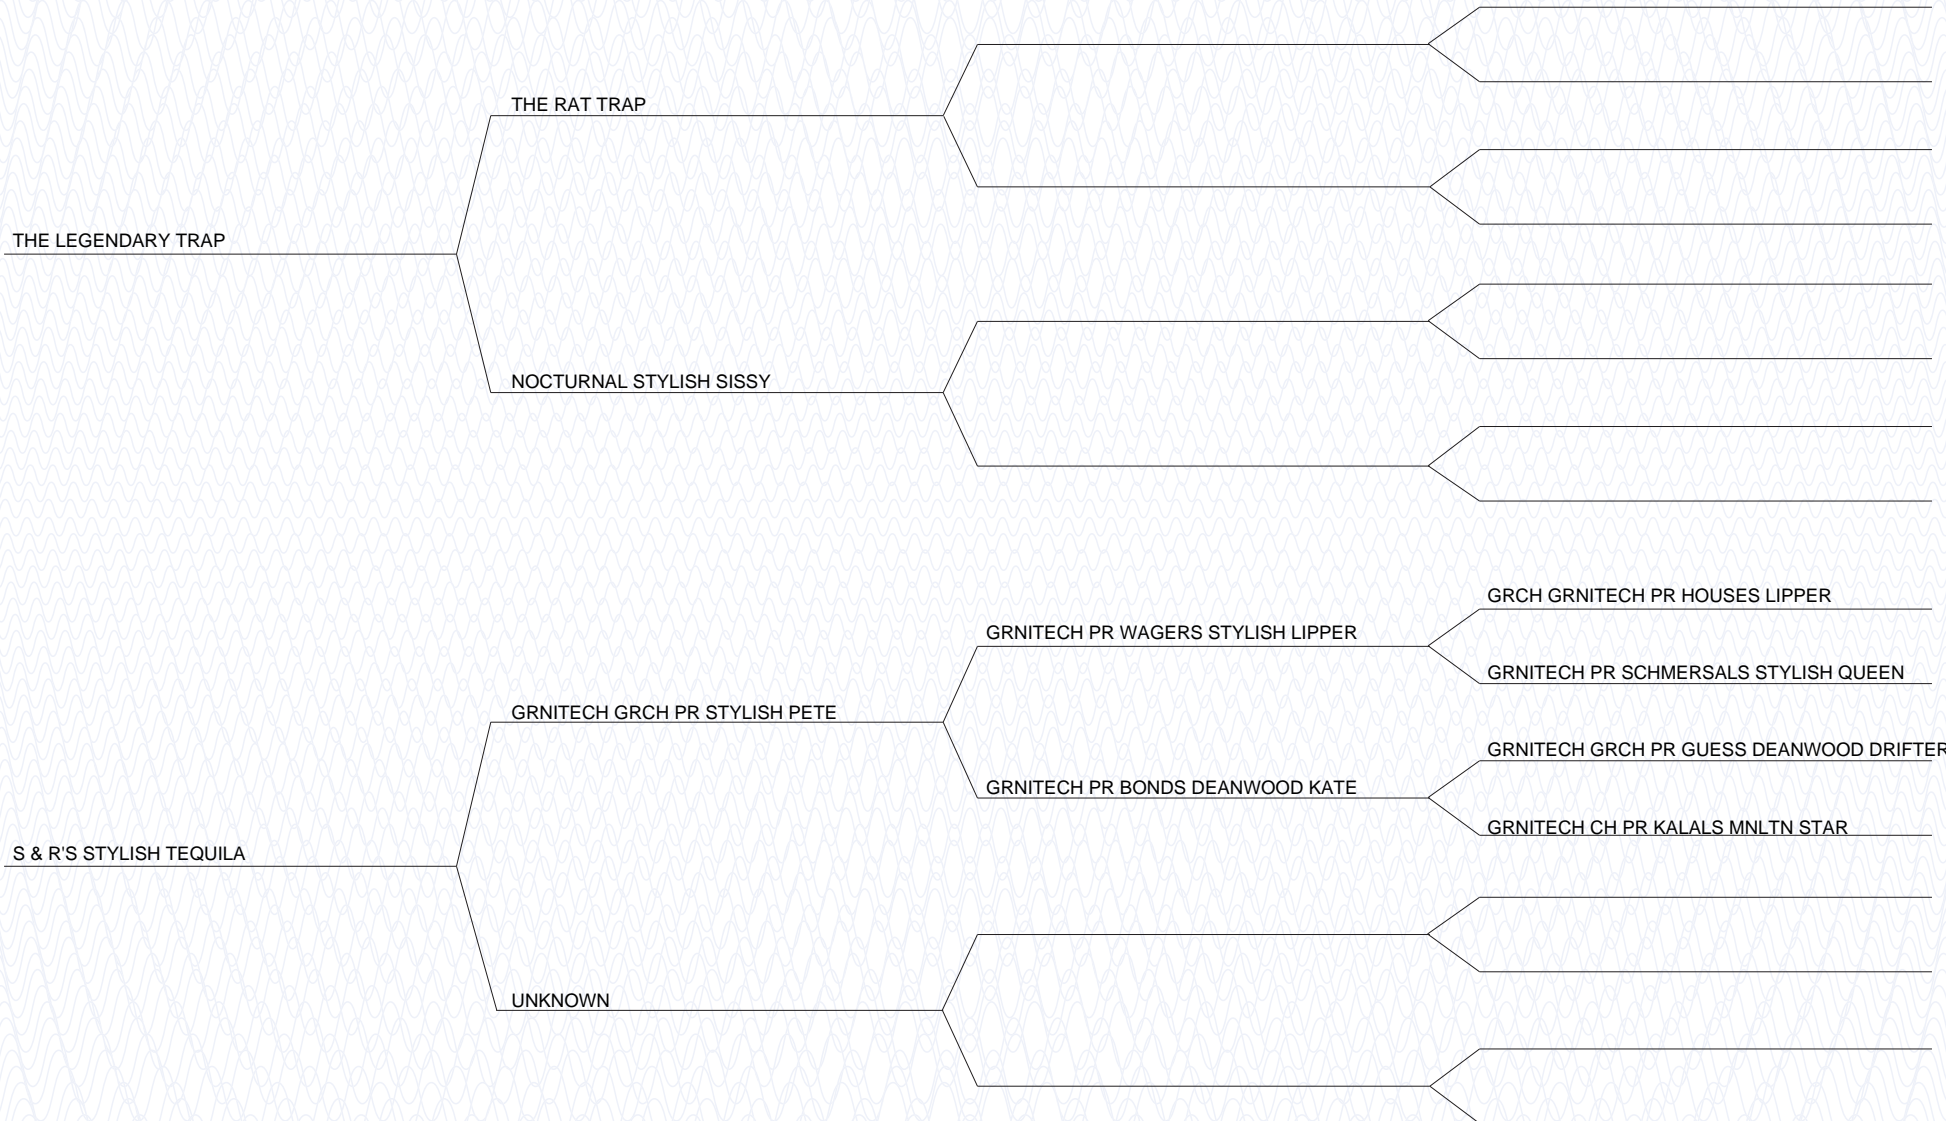 THE RAT TRAP
THE LEGENDARY TRAP
NOCTURNAL STYLISH SISSY
GRCH GRNITECH PR HOUSES LIPPER
GRNITECH PR WAGERS STYLISH LIPPER
GRNITECH PR SCHMERSALS STYLISH QUEEN
GRNITECH GRCH PR STYLISH PETE
GRNITECH GRCH PR GUESS DEANWOOD DRIFTER
GRNITECH PR BONDS DEANWOOD KATE
GRNITECH CH PR KALALS MNLTN STAR
S & R'S STYLISH TEQUILA
UNKNOWN